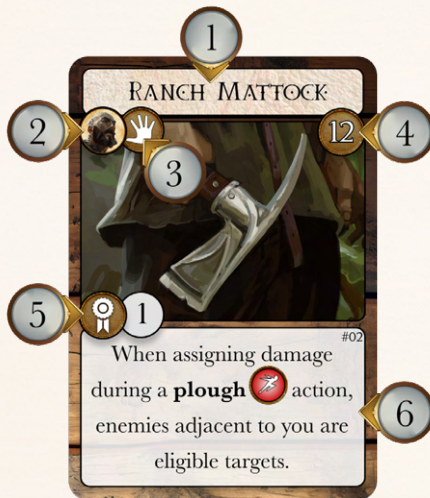 1
RANCH MATTOCK
2
3
12
4
5
1
#02
When assigning damage
during a plough action,
enemies adjacent to you are
eligible targets.
6